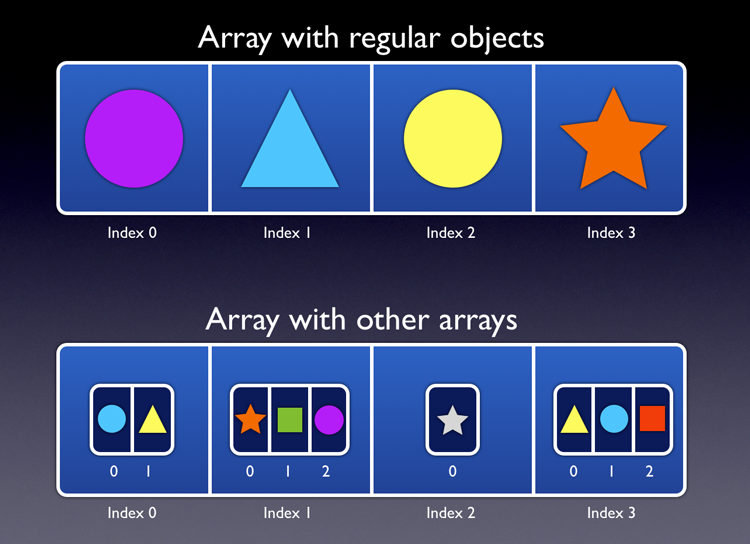 Array with regular objects
Index 0 Index 1 Index 2 Index 3
Array with other arrays
0 1 0 1 2 0 0 1 2
Index 0 Index 1 Index 2 Index 3